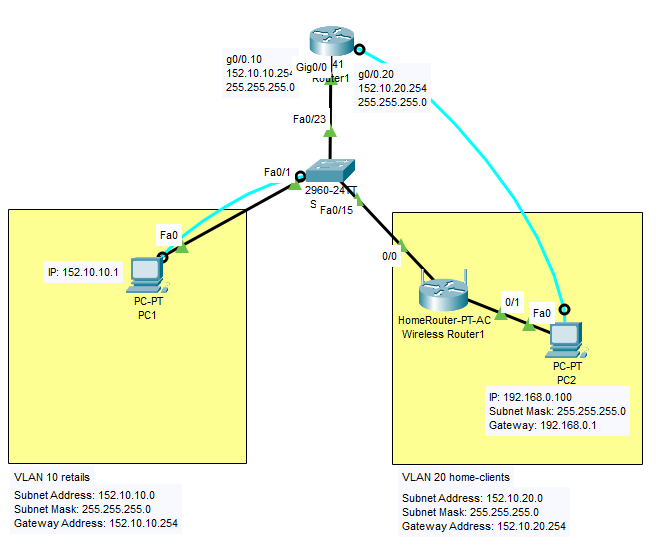 g0/0.10
152.10.10.254
255.255.255.0
Gig0/0
41
Router1
g0/0.20
152.10.20.254
255.255.255.0
Fa0/23
Fa0/1
2960-24TT
S
Fa0/15
Fa0
IP: 152.10.10.1
PC-PT
PC1
0/0
HomeRouter-PT-AC
Wireless Router1
0/1
Fa0
PC-PT
PC2
IP: 192.168.0.100
Subnet Mask: 255.255.255.0
Gateway: 192.168.0.1
VLAN 10 retails
Subnet Address: 152.10.10.0
Subnet Mask: 255.255.255.0
Gateway Address: 152.10.10.254
VLAN 20 home-clients
Subnet Address: 152.10.20.0
Subnet Mask: 255.255.255.0
Gateway Address: 152.10.20.254